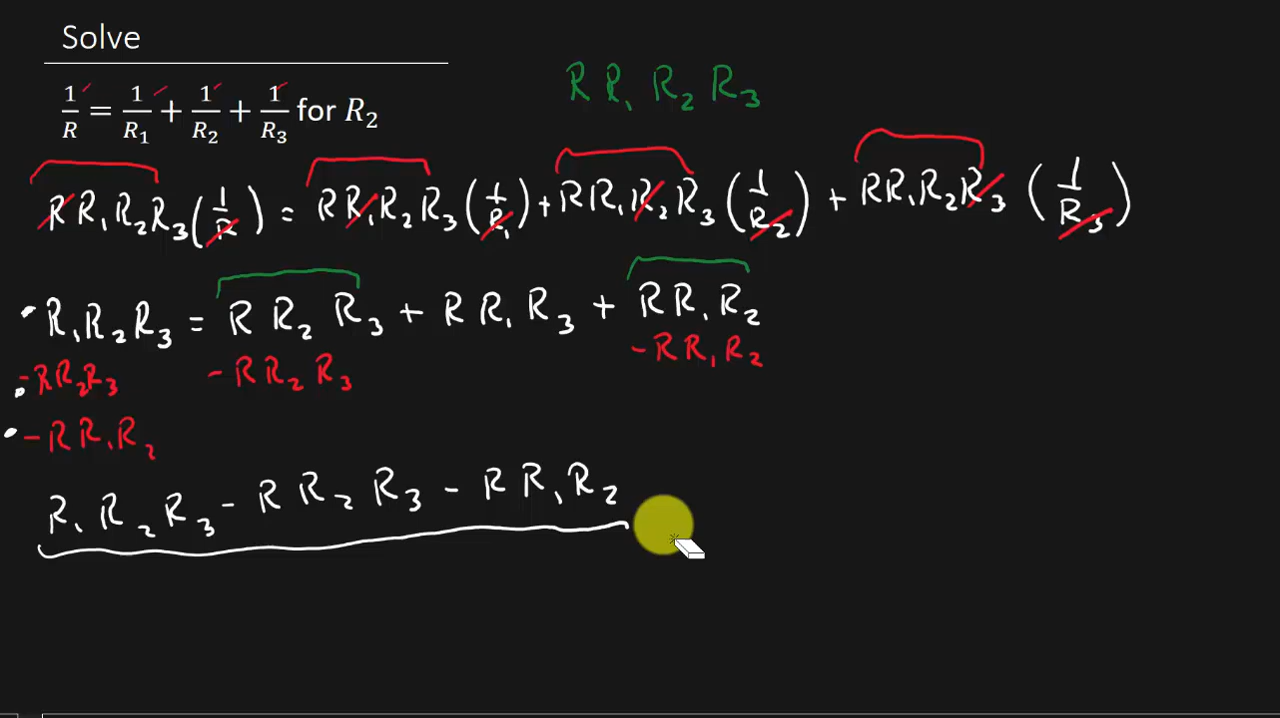 Solve
R R₁ R₂ R₃
1/R = 1/R₁ + 1/R₂ + 1/R₃ for R₂
R R₁ R₂ R₃ (1/R) = R R₁ R₂ R₃ (1/R₁) + R R₁ R₂ R₃ (1/R₂) + R R₁ R₂ R₃ (1/R₃)
R₁ R₂ R₃ = R R₂ R₃ + R R₁ R₃ + R R₁ R₂
- R R₂ R₃ - R R₂ R₃ - R R₁ R₂
- R R₁ R₂
R₁ R₂ R₃ - R R₂ R₃ - R R₁ R₂